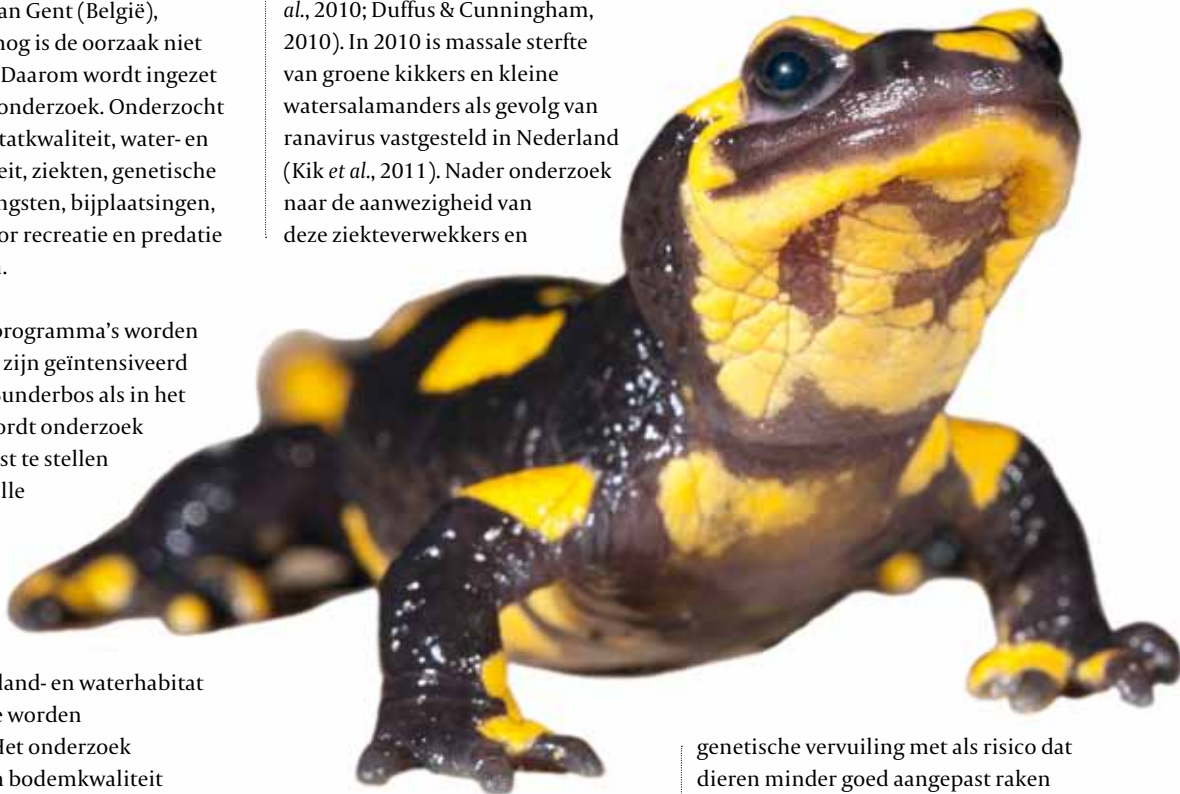 an Gent (België),
nog is de oorzaak niet
Daarom wordt ingezet
onderzoek. Onderzocht
tatkwaliteit, water- en
eit, ziekten, genetische
ngsten, bijplaatsingen,
or recreatie en predatie
n.
programma's worden
zijn geïntensiveerd
Bunderbos als in het
ordt onderzoek
st te stellen
lle
land- en waterhabitat
e worden
Het onderzoek
n bodemkwaliteit
al., 2010; Duffus & Cunningham,
2010). In 2010 is massale sterfte
van groene kikkers en kleine
watersalamanders als gevolg van
ranavirus vastgesteld in Nederland
(Kik et al., 2011). Nader onderzoek
naar de aanwezigheid van
deze ziekteverwekkers en
genetische vervuiling met als risico dat
dieren minder goed aangepast raken